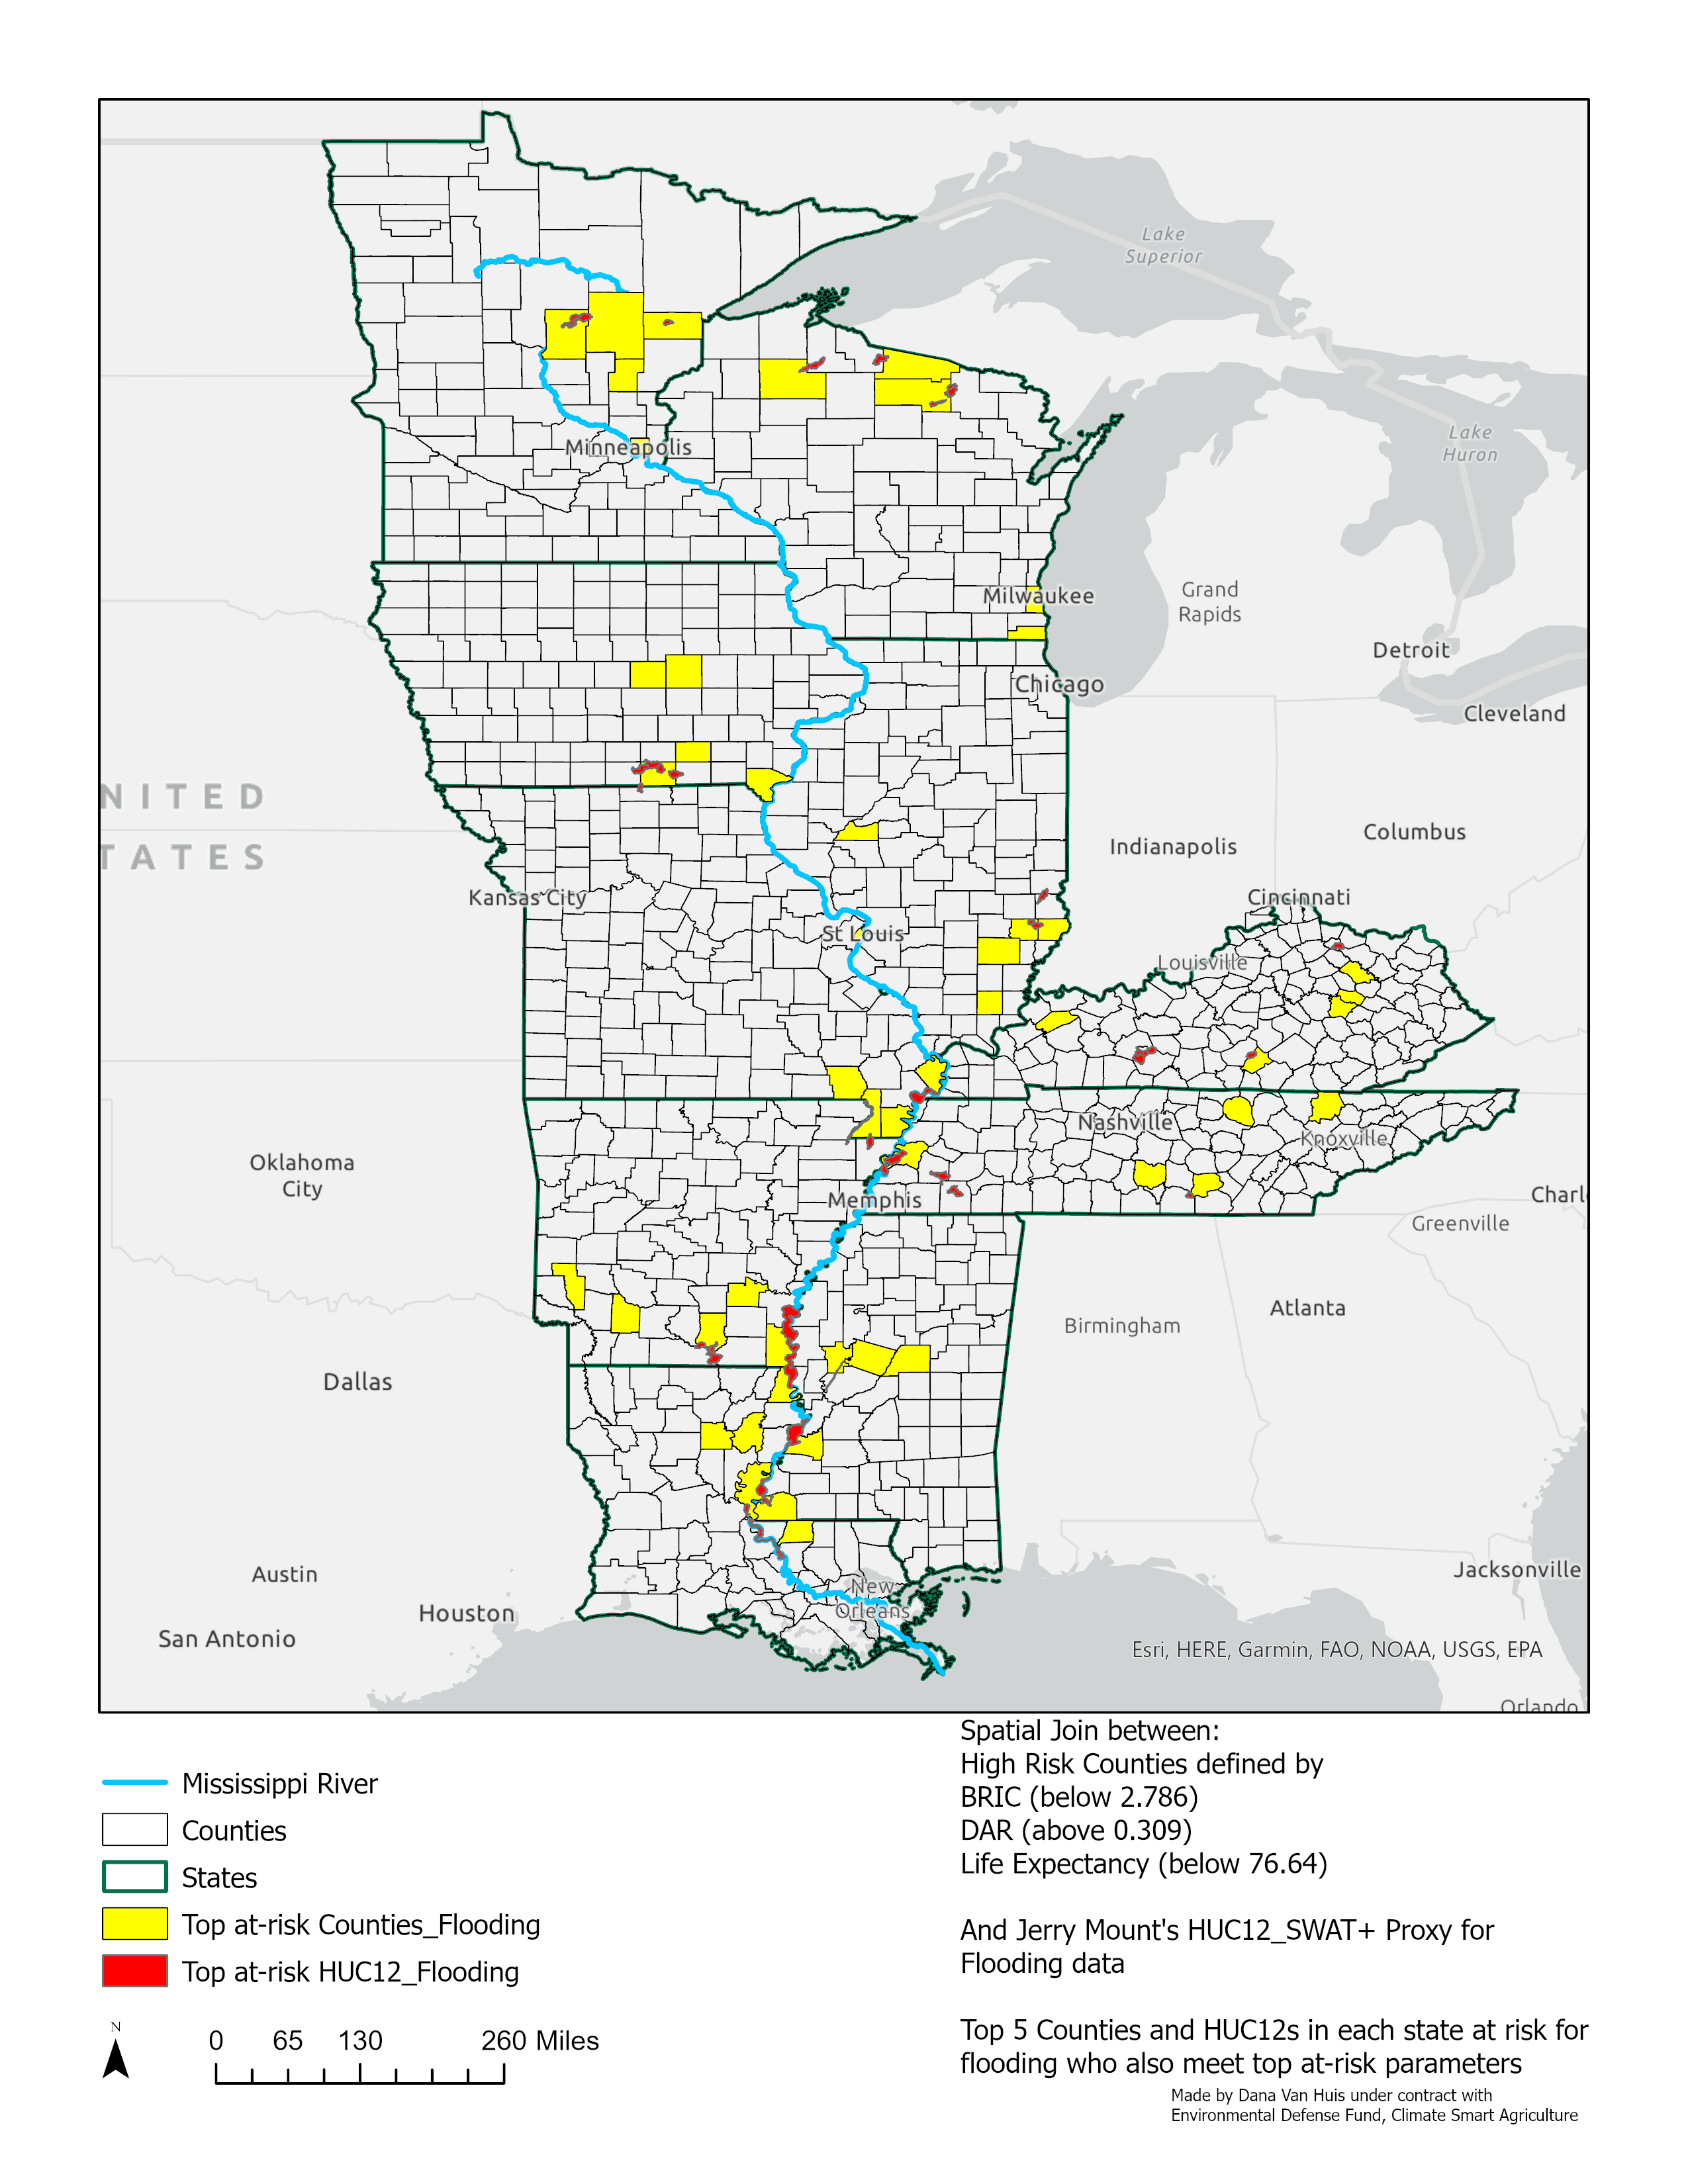 Lake
Superior
Lake
Huron
Minneapolis
Milwaukee
Grand
Rapids
Detroit
Chicago
Cleveland
NITED
TATES
Columbus
Indianapolis
Kansas City
Cincinnati
St Louis
Louisville
Nashville
Knoxville
Oklahoma
City
Memphis
Charl
Greenville
Atlanta
Birmingham
Dallas
Austin
Jacksonville
New
Orleans
Houston
San Antonio
Esri, HERE, Garmin, FAO, NOAA, USGS, EPA
Orlando
Mississippi River
Counties
States
Top at-risk Counties_Flooding
Top at-risk HUC12_Flooding
N
0 65 130 260 Miles
Spatial Join between:
High Risk Counties defined by
BRIC (below 2.786)
DAR (above 0.309)
Life Expectancy (below 76.64)
And Jerry Mount's HUC12_SWAT+ Proxy for
Flooding data
Top 5 Counties and HUC12s in each state at risk for
flooding who also meet top at-risk parameters
Made by Dana Van Huis under contract with
Environmental Defense Fund, Climate Smart Agriculture